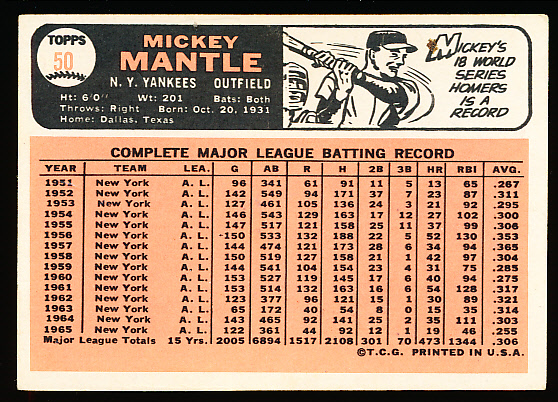 TOPPS
50
MICKEY
MANTLE
N. Y. YANKEES OUTFIELD
Ht: 6'0" Wt: 201 Bats: Both
Throws: Right Born: Oct. 20, 1931
Home: Dallas, Texas
MICKEY'S
18 WORLD
SERIES
HOMERS
IS A
RECORD
COMPLETE MAJOR LEAGUE BATTING RECORD
YEAR TEAM LEA. G AB R H 2B 3B HR RBI AVG.
1951 New York A. L. 96 341 61 91 11 5 13 65 .267
1952 New York A. L. 142 549 94 171 37 7 23 87 .311
1953 New York A. L. 127 461 105 136 24 3 21 92 .295
1954 New York A. L. 146 543 129 163 17 12 27 102 .300
1955 New York A. L. 147 517 121 158 25 11 37 99 .306
1956 New York A. L. 150 533 132 188 22 5 52 130 .353
1957 New York A. L. 144 474 121 173 28 6 34 94 .365
1958 New York A. L. 150 519 127 158 21 1 42 97 .304
1959 New York A. L. 144 541 104 154 23 4 31 75 .285
1960 New York A. L. 153 527 119 145 17 6 40 94 .275
1961 New York A. L. 153 514 132 163 16 6 54 128 .317
1962 New York A. L. 123 377 96 121 15 1 30 89 .321
1963 New York A. L. 65 172 40 54 8 0 15 35 .314
1964 New York A. L. 143 465 92 141 25 2 35 111 .303
1965 New York A. L. 122 361 44 92 12 1 19 46 .255
Major League Totals 15 Yrs. 2005 6894 1517 2108 301 70 473 1344 .306
©T.C.G. PRINTED IN U.S.A.